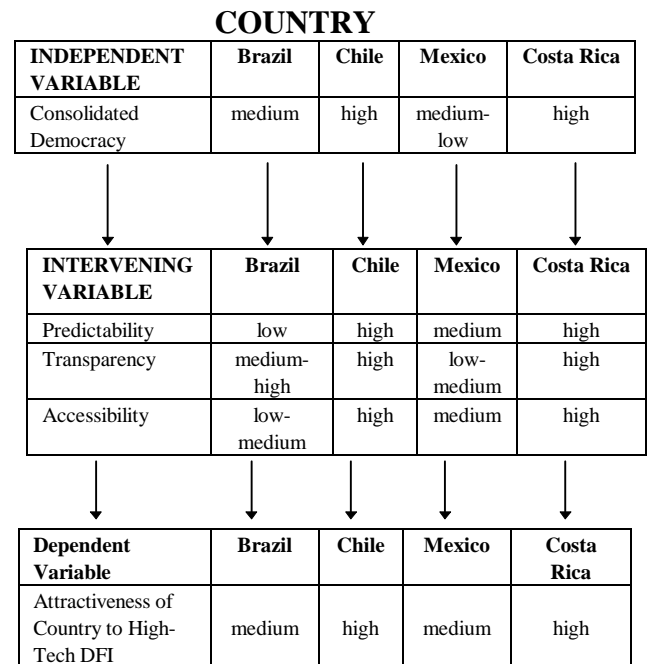 COUNTRY
INDEPENDENT VARIABLE Brazil Chile Mexico Costa Rica
Consolidated Democracy medium high medium-low high
INTERVENING VARIABLE Brazil Chile Mexico Costa Rica
Predictability low high medium high
Transparency medium-high high low-medium high
Accessibility low-medium high medium high
Dependent Variable Brazil Chile Mexico Costa Rica
Attractiveness of Country to High-Tech DFI medium high medium high